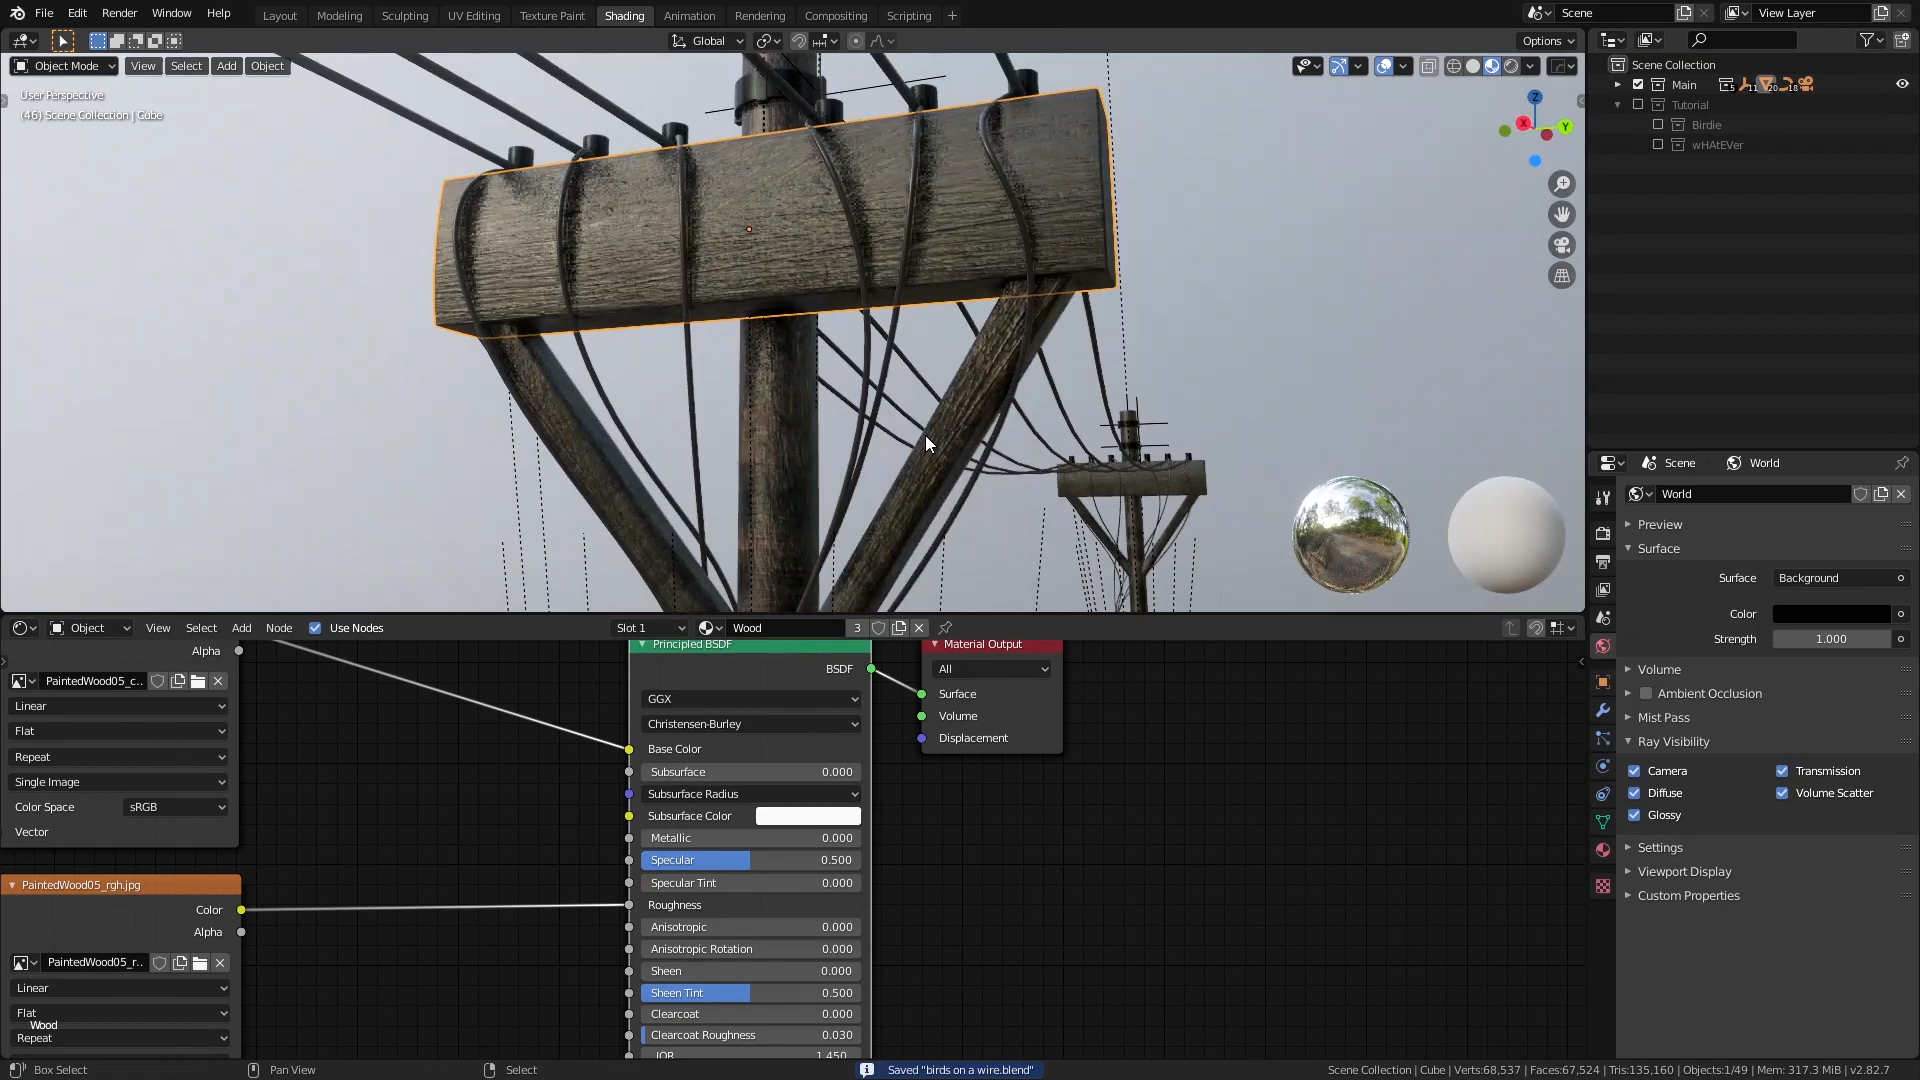 File Edit Render Window Help Layout Modeling Sculpting UV Editing Texture Paint Shading Animation Rendering Compositing Scripting + Scene View Layer
Global Options
Object Mode View Select Add Object
User Perspective
(46) Scene Collection | Cube
Z
X
Y
Scene Collection
Main 5 11 20 18
Tutorial
Birdie
wHAtEVer
Scene World
World
Preview
Surface
Surface Background
Color
Strength 1.000
Volume
Ambient Occlusion
Mist Pass
Ray Visibility
Camera Transmission
Diffuse Volume Scatter
Glossy
Settings
Viewport Display
Custom Properties
Object View Select Add Node Use Nodes Slot 1 Wood 3
Alpha
PaintedWood05_c..
Linear
Flat
Repeat
Single Image
Color Space sRGB
Vector
PaintedWood05_rgh.jpg
Color
Alpha
PaintedWood05_r..
Linear
Flat
Wood
Repeat
Principled BSDF
BSDF
GGX
Christensen-Burley
Base Color
Subsurface 0.000
Subsurface Radius
Subsurface Color
Metallic 0.000
Specular 0.500
Specular Tint 0.000
Roughness
Anisotropic 0.000
Anisotropic Rotation 0.000
Sheen 0.000
Sheen Tint 0.500
Clearcoat 0.000
Clearcoat Roughness 0.030
IOR 1.450
Material Output
All
Surface
Volume
Displacement
Box Select Pan View Select Saved "birds on a wire.blend" Scene Collection | Cube | Verts:68,537 | Faces:67,524 | Tris:135,160 | Objects:1/49 | Mem: 317.3 MiB | v2.82.7